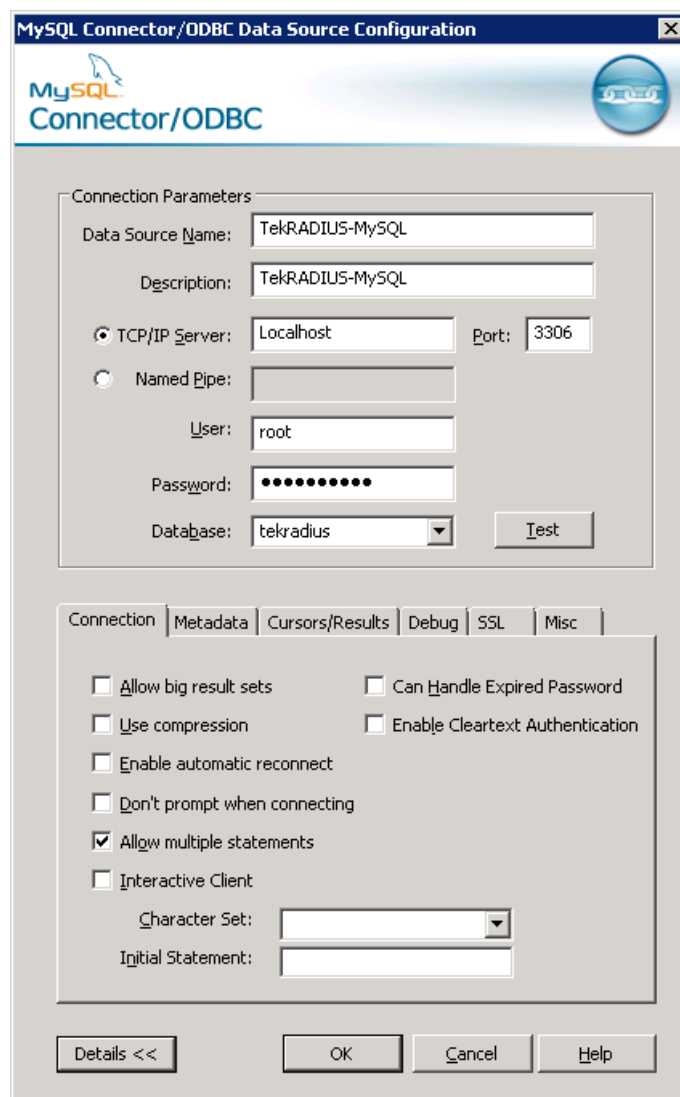 MySQL Connector/ODBC Data Source Configuration
MySQL
Connector/ODBC
Connection Parameters
Data Source Name: TekRADIUS-MySQL
Description: TekRADIUS-MySQL
TCP/IP Server: Localhost Port: 3306
Named Pipe:
User: root
Password: ●●●●●●●●●●
Database: tekradius Test
Connection Metadata Cursors/Results Debug SSL Misc
Allow big result sets Can Handle Expired Password
Use compression Enable Cleartext Authentication
Enable automatic reconnect
Don't prompt when connecting
Allow multiple statements
Interactive Client
Character Set:
Initial Statement:
Details << OK Cancel Help